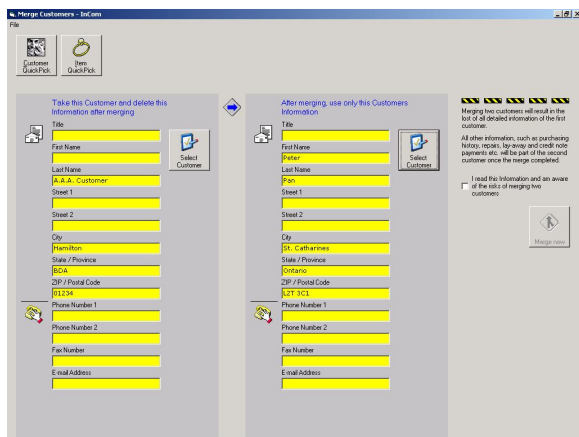 Merge Customers - InCom
File
Customer
QuickPick
Item
QuickPick
Take this Customer and delete this
Information after merging
Title
First Name
Last Name
A.A.A. Customer
Street 1
Street 2
City
Hamilton
State / Province
BDA
ZIP / Postal Code
01234
Phone Number 1
Phone Number 2
Fax Number
E-mail Address
Select
Customer
After merging, use only this Customers
Information
Title
First Name
Peter
Last Name
Pan
Street 1
Street 2
City
St. Catharines
State / Province
Ontario
ZIP / Postal Code
L2T 3C1
Phone Number 1
Phone Number 2
Fax Number
E-mail Address
Select
Customer
Merging two customers will result in the
lost of all detailed information of the first
customer.
All other information, such as purchasing
history, repairs, lay-away and credit note
payments etc. will be part of the second
customer once the merge completed.
I read this Information and am aware
of the risks of merging two
customers
Merge now